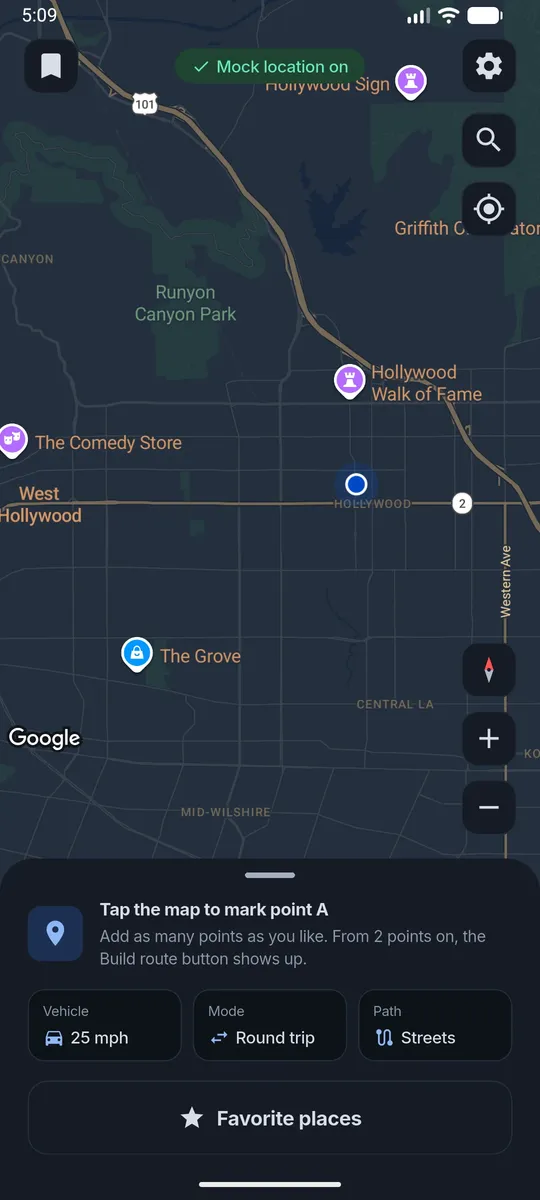 5:09
Mock location on
Hollywood Sign
101
Griffith O
ator
CANYON
Runyon
Canyon Park
Hollywood
Walk of Fame
The Comedy Store
West
Hollywood
HOLLYWOOD
2
Western Ave
The Grove
CENTRAL LA
Google
KO
MID-WILSHIRE
Tap the map to mark point A
Add as many points as you like. From 2 points on, the
Build route button shows up.
Vehicle
25 mph
Mode
Round trip
Path
Streets
Favorite places